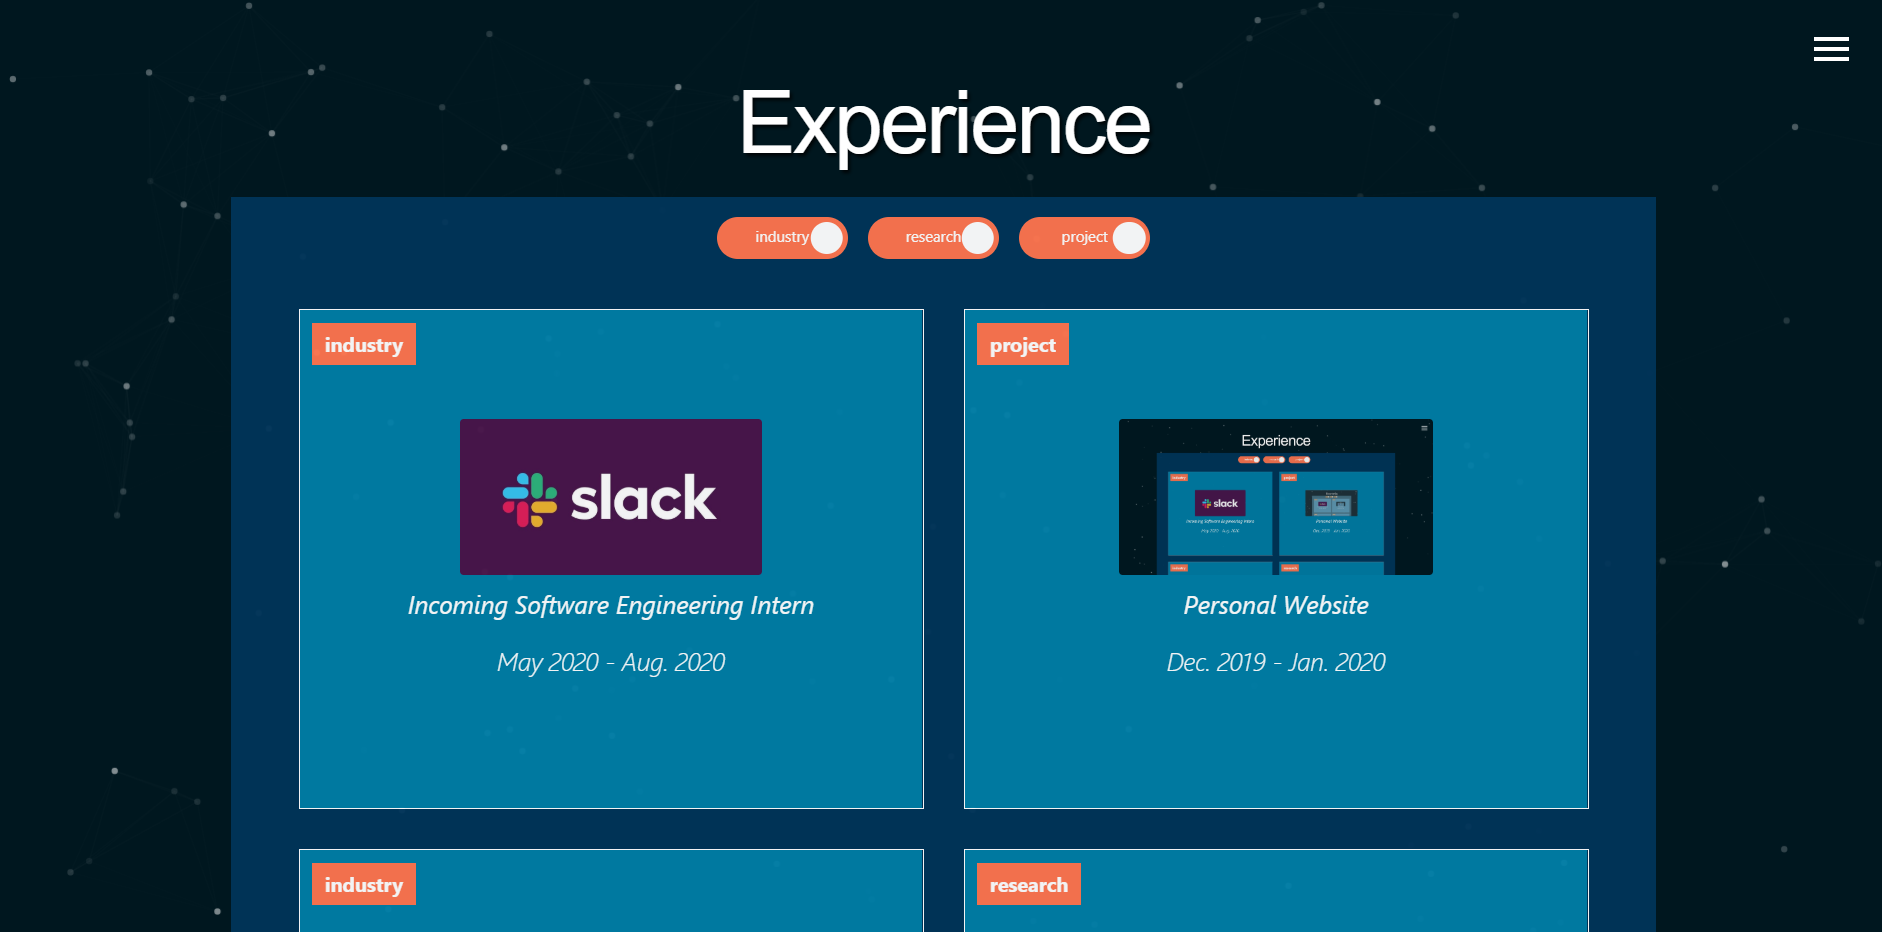 Experience
industry research project
industry
project
slack
Experience
slack
Incoming Software Engineering Intern
Personal Website
May 2020 - Aug. 2020
Dec. 2019 - Jan. 2020
industry
research